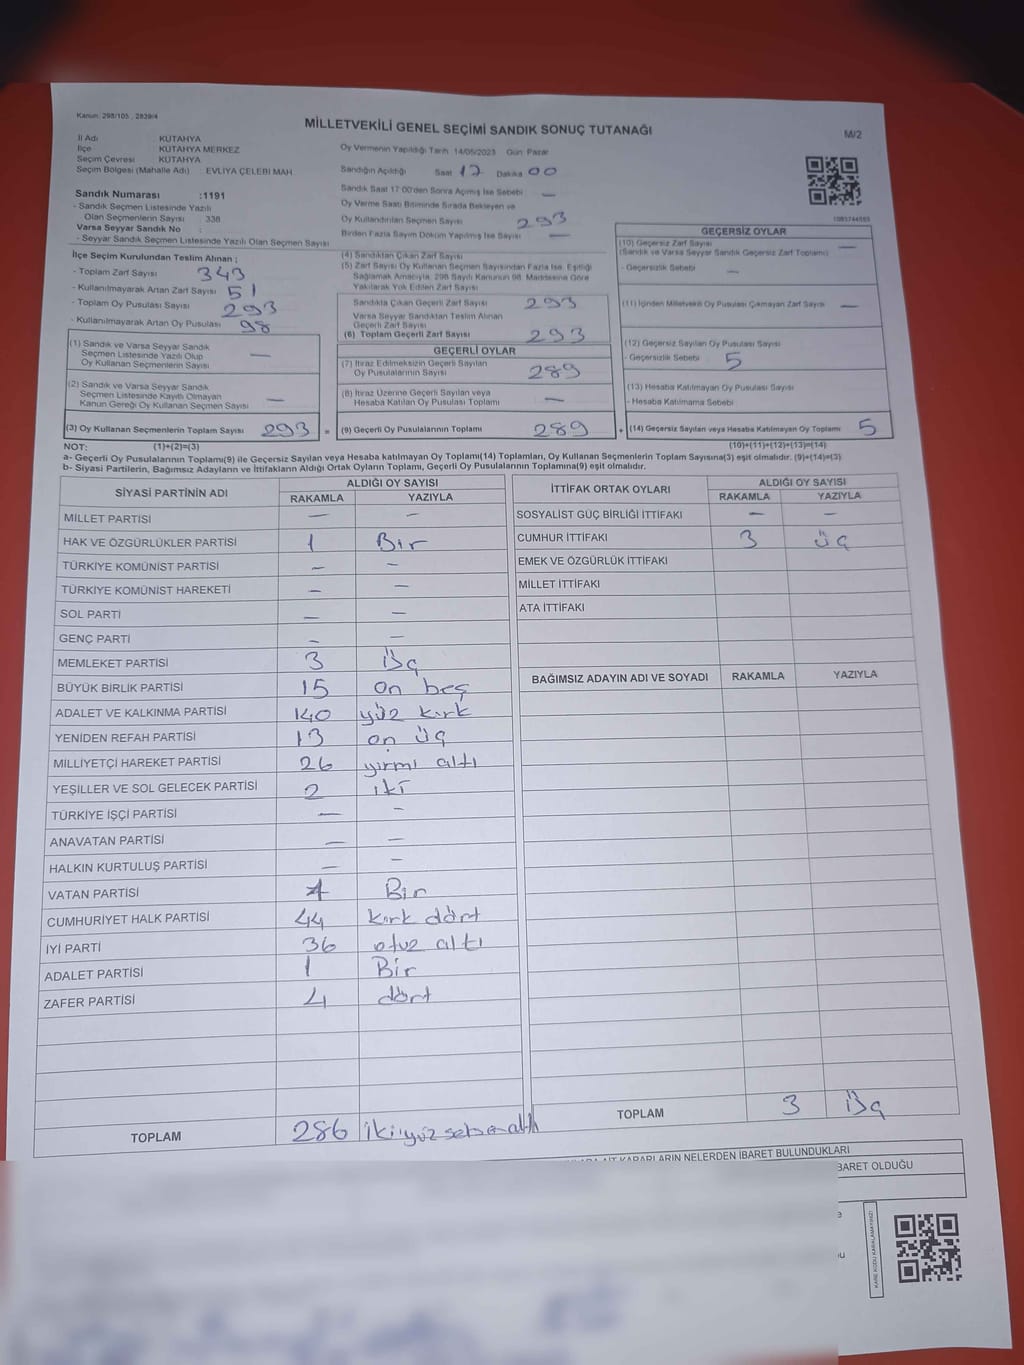 Kanun: 298/105 , 2839/4
MİLLETVEKİLİ GENEL SEÇİMİ SANDIK SONUÇ TUTANAĞI
M/2
İl Adı KÜTAHYA
İlçe KÜTAHYA MERKEZ
Seçim Çevresi KÜTAHYA
Seçim Bölgesi (Mahalle Adı) EVLİYA ÇELEBİ MAH.
Sandık Numarası :1191
- Sandık Seçmen Listesinde Yazılı
Olan Seçmenlerin Sayısı : 338
Varsa Seyyar Sandık No
- Seyyar Sandık Seçmen Listesinde Yazılı Olan Seçmen Sayısı
İlçe Seçim Kurulundan Teslim Alınan ;
- Toplam Zarf Sayısı 343
- Kullanılmayarak Artan Zarf Sayısı 51
- Toplam Oy Pusulası Sayısı 293
- Kullanılmayarak Artan Oy Pusulası 98
Oy Vermenin Yapıldığı Tarih 14/05/2023 Gün Pazar
Sandığın Açıldığı Saat 17 Dakika 00
Sandık Saat 17:00'den Sonra Açılmış İse Sebebi —
Oy Verme Saati Bitiminde Sırada Bekleyen ve
Oy Kullandırılan Seçmen Sayısı 293
Birden Fazla Sayım Döküm Yapılmış İse Sayısı —
(4) Sandıktan Çıkan Zarf Sayısı
(5) Zarf Sayısı Oy Kullanan Seçmen Sayısından Fazla İse, Eşitliği
Sağlamak Amacıyla, 298 Sayılı Kanunun 98. Maddesine Göre
Yakılarak Yok Edilen Zarf Sayısı
Sandıkta Çıkan Geçerli Zarf Sayısı 293
Varsa Seyyar Sandıktan Teslim Alınan
Geçerli Zarf Sayısı
(6) Toplam Geçerli Zarf Sayısı 293
GEÇERSİZ OYLAR
(10) Geçersiz Zarf Sayısı —
(Sandık ve Varsa Seyyar Sandık Geçersiz Zarf Toplamı)
- Geçersizlik Sebebi —
(11) İçinden Milletvekili Oy Pusulası Çıkmayan Zarf Sayısı —
(12) Geçersiz Sayılan Oy Pusulası Sayısı
- Geçersizlik Sebebi 5
(13) Hesaba Katılmayan Oy Pusulası Sayısı
- Hesaba Katılmama Sebebi
(1) Sandık ve Varsa Seyyar Sandık
Seçmen Listesinde Yazılı Olup
Oy Kullanan Seçmenlerin Sayısı —
(2) Sandık ve Varsa Seyyar Sandık
Seçmen Listesinde Kayıtlı Olmayan
Kanun Gereği Oy Kullanan Seçmen Sayısı —
GEÇERLİ OYLAR
(7) İtiraz Edilmeksizin Geçerli Sayılan
Oy Pusulalarının Sayısı 289
(8) İtiraz Üzerine Geçerli Sayılan veya
Hesaba Katılan Oy Pusulası Toplamı —
(3) Oy Kullanan Seçmenlerin Toplam Sayısı 293 = (9) Geçerli Oy Pusulalarının Toplamı 289 + (14) Geçersiz Sayılan veya Hesaba Katılmayan Oy Toplamı 5
NOT: (1)+(2)=(3) (10)+(11)+(12)+(13)=(14)
a- Geçerli Oy Pusulalarının Toplamı(9) ile Geçersiz Sayılan veya Hesaba katılmayan Oy Toplamı(14) Toplamları, Oy Kullanan Seçmenlerin Toplam Sayısına(3) eşit olmalıdır. (9)+(14)=(3)
b- Siyasi Partilerin, Bağımsız Adayların ve İttifakların Aldığı Ortak Oyların Toplamı, Geçerli Oy Pusulalarının Toplamına(9) eşit olmalıdır.
SİYASİ PARTİNİN ADI ALDIĞI OY SAYISI
RAKAMLA YAZIYLA
MİLLET PARTİSİ — —
HAK VE ÖZGÜRLÜKLER PARTİSİ 1 Bir
TÜRKİYE KOMÜNİST PARTİSİ — —
TÜRKİYE KOMÜNİST HAREKETİ — —
SOL PARTİ — —
GENÇ PARTİ — —
MEMLEKET PARTİSİ 3 Üç
BÜYÜK BİRLİK PARTİSİ 15 on beş
ADALET VE KALKINMA PARTİSİ 140 yüz kırk
YENİDEN REFAH PARTİSİ 13 on üç
MİLLİYETÇİ HAREKET PARTİSİ 26 yirmi altı
YEŞİLLER VE SOL GELECEK PARTİSİ 2 iki
TÜRKİYE İŞÇİ PARTİSİ — —
ANAVATAN PARTİSİ — —
HALKIN KURTULUŞ PARTİSİ — —
VATAN PARTİSİ 1 Bir
CUMHURİYET HALK PARTİSİ 44 kırk dört
İYİ PARTİ 36 otuz altı
ADALET PARTİSİ 1 Bir
ZAFER PARTİSİ 4 dört
TOPLAM 286 ikiyüz seksen altı
İTTİFAK ORTAK OYLARI ALDIĞI OY SAYISI
RAKAMLA YAZIYLA
SOSYALİST GÜÇ BİRLİĞİ İTTİFAKI — —
CUMHUR İTTİFAKI 3 üç
EMEK VE ÖZGÜRLÜK İTTİFAKI
MİLLET İTTİFAKI
ATA İTTİFAKI
BAĞIMSIZ ADAYIN ADI VE SOYADI RAKAMLA YAZIYLA
TOPLAM 3 Üç
AİT KARARLARIN NELERDEN İBARET BULUNDUKLARI
BARET OLDUĞU
KARE KODU KARALAMAYINIZ!